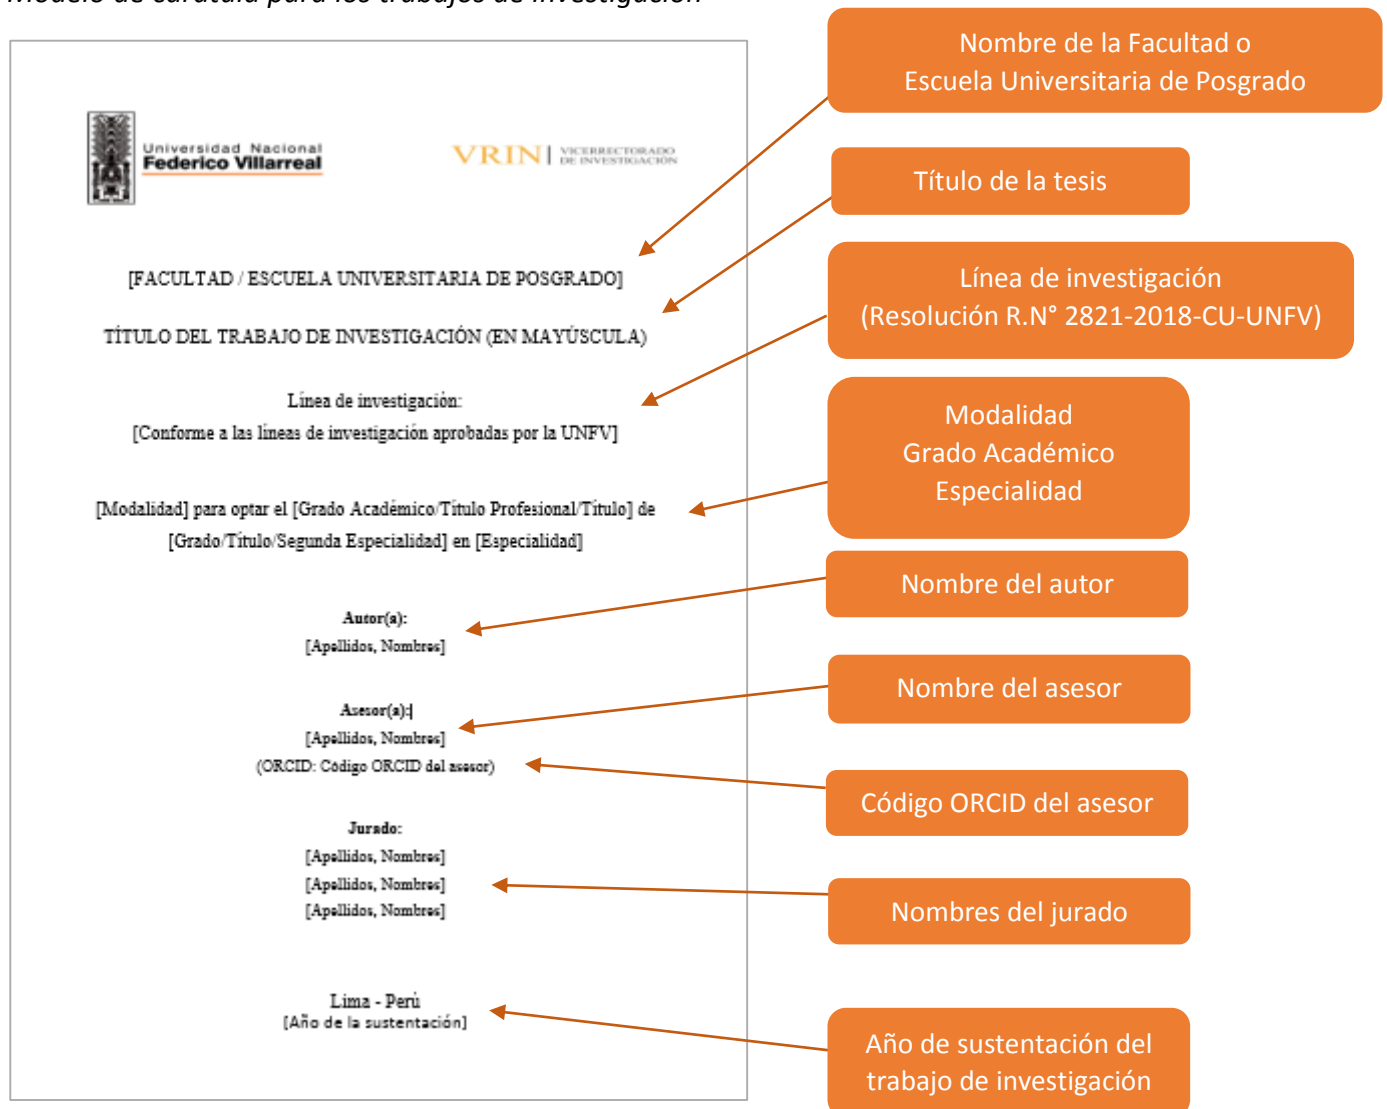 Modelo de carátula para los trabajos de investigación
Universidad Nacional
Federico Villarreal
VRIN
VICERRECTORADO
DE INVESTIGACIÓN
[FACULTAD / ESCUELA UNIVERSITARIA DE POSGRADO]
TÍTULO DEL TRABAJO DE INVESTIGACIÓN (EN MAYÚSCULA)
Línea de investigación:
[Conforme a las líneas de investigación aprobadas por la UNFV]
[Modalidad] para optar el [Grado Académico/Titulo Profesional/Titulo] de
[Grado/Titulo/Segunda Especialidad] en [Especialidad]
Autor(a):
[Apellidos, Nombres]
Asesor(a):
[Apellidos, Nombres]
(ORCID: Código ORCID del asesor)
Jurado:
[Apellidos, Nombres]
[Apellidos, Nombres]
[Apellidos, Nombres]
Lima - Perú
[Año de la sustentación]
Nombre de la Facultad o
Escuela Universitaria de Posgrado
Título de la tesis
Línea de investigación
(Resolución R.N° 2821-2018-CU-UNFV)
Modalidad
Grado Académico
Especialidad
Nombre del autor
Nombre del asesor
Código ORCID del asesor
Nombres del jurado
Año de sustentación del
trabajo de investigación